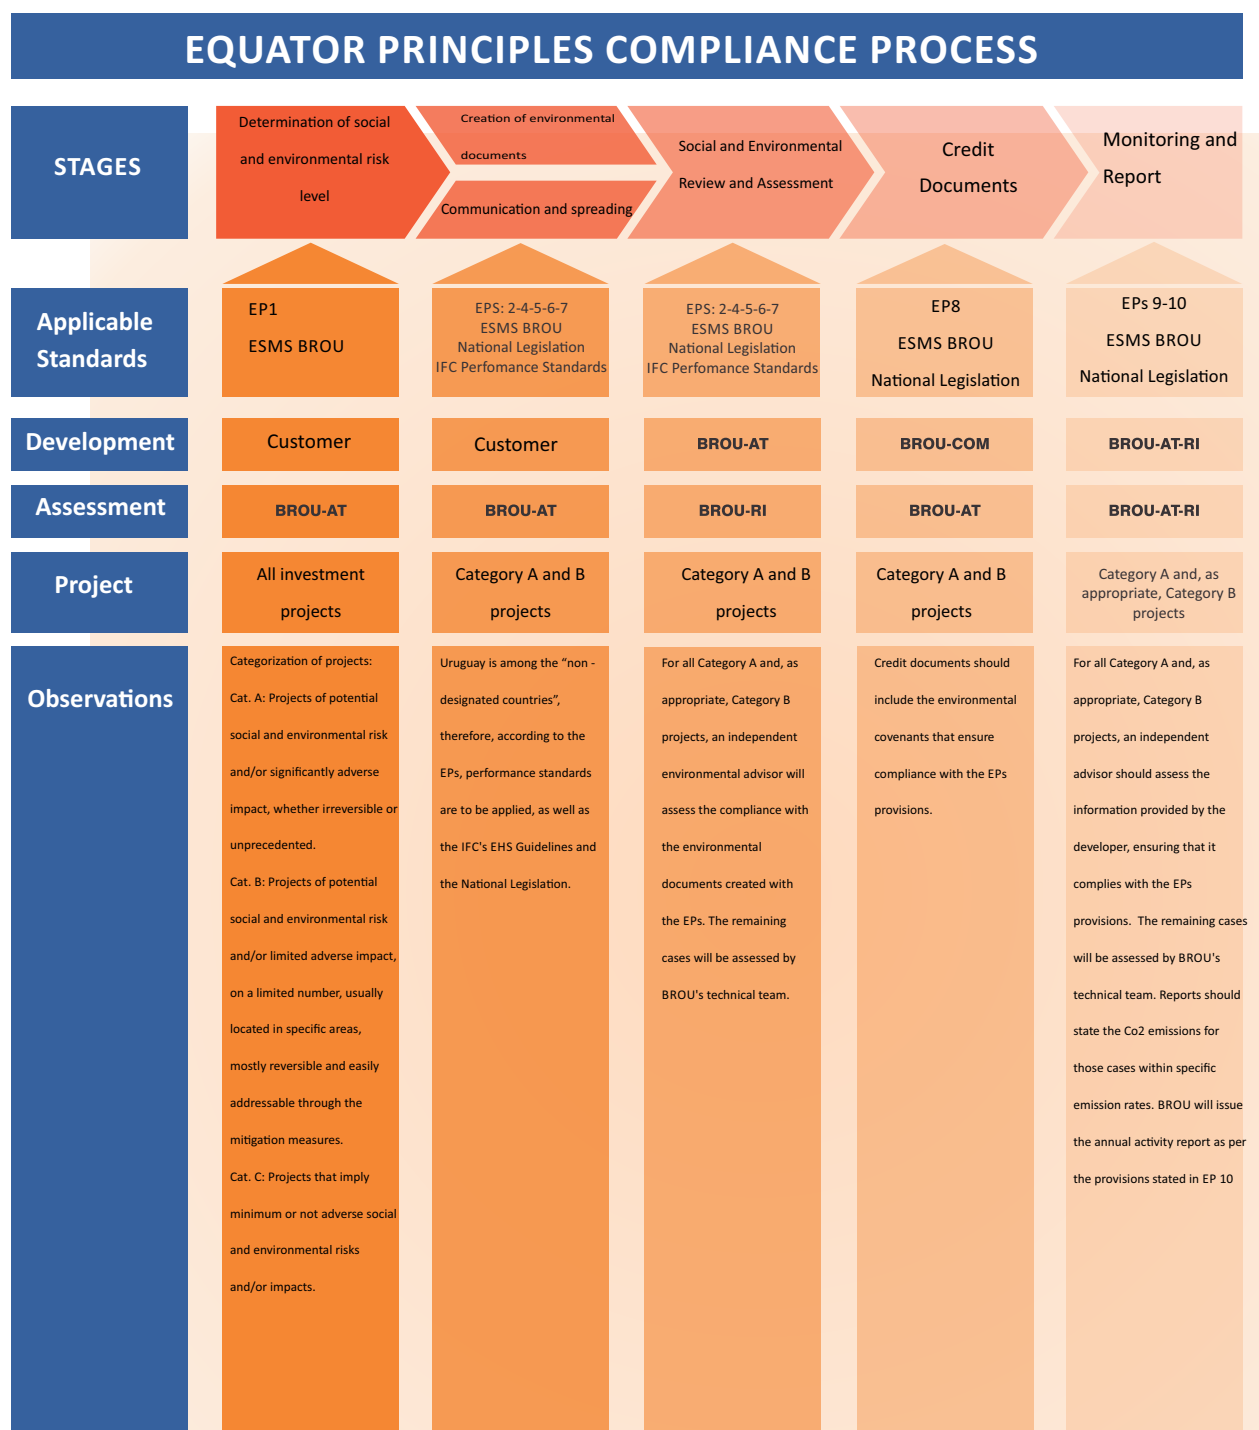 EQUATOR PRINCIPLES COMPLIANCE PROCESS
STAGES
Determination of social
and environmental risk
level
Creation of environmental
documents
Communication and spreading
Social and Environmental
Review and Assessment
Credit
Documents
Monitoring and
Report
Applicable
Standards
EP1
ESMS BROU
EPS: 2-4-5-6-7
ESMS BROU
National Legislation
IFC Perfomance Standards
EPS: 2-4-5-6-7
ESMS BROU
National Legislation
IFC Perfomance Standards
EP8
ESMS BROU
National Legislation
EPs 9-10
ESMS BROU
National Legislation
Development
Customer
Customer
BROU-AT
BROU-COM
BROU-AT-RI
Assessment
BROU-AT
BROU-AT
BROU-RI
BROU-AT
BROU-AT-RI
Project
All investment
projects
Category A and B
projects
Category A and B
projects
Category A and B
projects
Category A and, as
appropriate, Category B
projects
Observations
Categorization of projects:
Cat. A: Projects of potential
social and environmental risk
and/or significantly adverse
impact, whether irreversible or
unprecedented.
Cat. B: Projects of potential
social and environmental risk
and/or limited adverse impact,
on a limited number, usually
located in specific areas,
mostly reversible and easily
addressable through the
mitigation measures.
Cat. C: Projects that imply
minimum or not adverse social
and environmental risks
and/or impacts.
Uruguay is among the “non -
designated countries”,
therefore, according to the
EPs, performance standards
are to be applied, as well as
the IFC's EHS Guidelines and
the National Legislation.
For all Category A and, as
appropriate, Category B
projects, an independent
environmental advisor will
assess the compliance with
the environmental
documents created with
the EPs. The remaining
cases will be assessed by
BROU's technical team.
Credit documents should
include the environmental
covenants that ensure
compliance with the EPs
provisions.
For all Category A and, as
appropriate, Category B
projects, an independent
advisor should assess the
information provided by the
developer, ensuring that it
complies with the EPs
provisions.  The remaining cases
will be assessed by BROU's
technical team. Reports should
state the Co2 emissions for
those cases within specific
emission rates. BROU will issue
the annual activity report as per
the provisions stated in EP 10